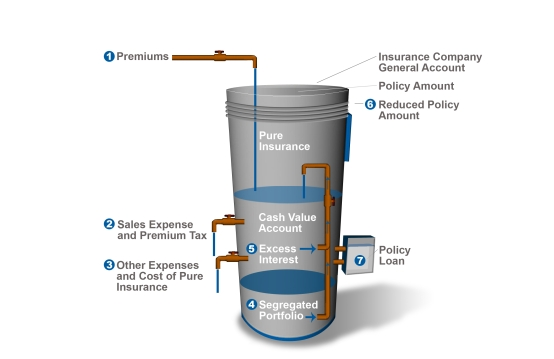 1 Premiums
Insurance Company
General Account
Policy Amount
6 Reduced Policy
Amount
Pure
Insurance
2 Sales Expense
and Premium Tax
Cash Value
Account
5 Excess
Interest
Policy
Loan
7
3 Other Expenses
and Cost of Pure
Insurance
4 Segregated
Portfolio